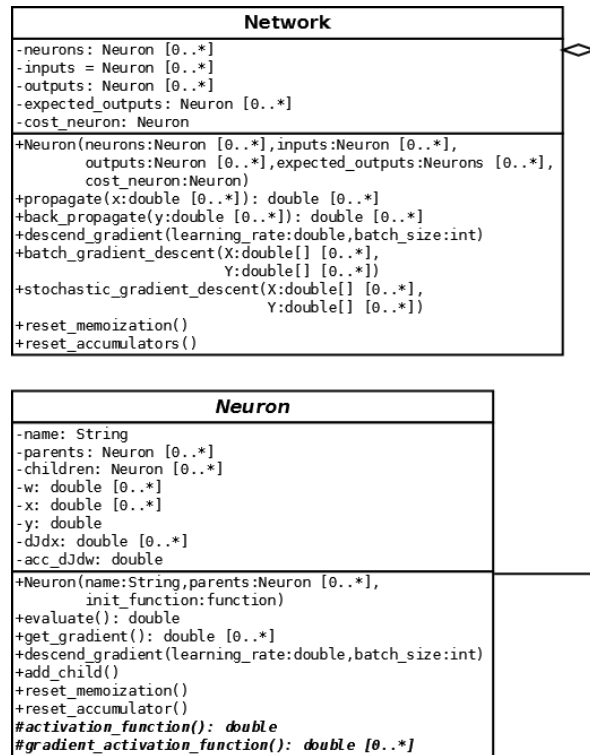 Network
-neurons: Neuron [0..*]
-inputs = Neuron [0..*]
-outputs: Neuron [0..*]
-expected_outputs: Neuron [0..*]
-cost_neuron: Neuron
+Neuron(neurons:Neuron [0..*],inputs:Neuron [0..*],
outputs:Neuron [0..*],expected_outputs:Neurons [0..*],
cost_neuron:Neuron)
+propagate(x:double [0..*]): double [0..*]
+back_propagate(y:double [0..*]): double [0..*]
+descend_gradient(learning_rate:double,batch_size:int)
+batch_gradient_descent(X:double[] [0..*],
Y:double[] [0..*])
+stochastic_gradient_descent(X:double[] [0..*],
Y:double[] [0..*])
+reset_memoization()
+reset_accumulators()
Neuron
-name: String
-parents: Neuron [0..*]
-children: Neuron [0..*]
-w: double [0..*]
-x: double [0..*]
-y: double
-dJdx: double [0..*]
-acc_dJdw: double
+Neuron(name:String,parents:Neuron [0..*],
init_function:function)
+evaluate(): double
+get_gradient(): double [0..*]
+descend_gradient(learning_rate:double,batch_size:int)
+add_child()
+reset_memoization()
+reset_accumulator()
#activation_function(): double
#gradient_activation_function(): double [0..*]